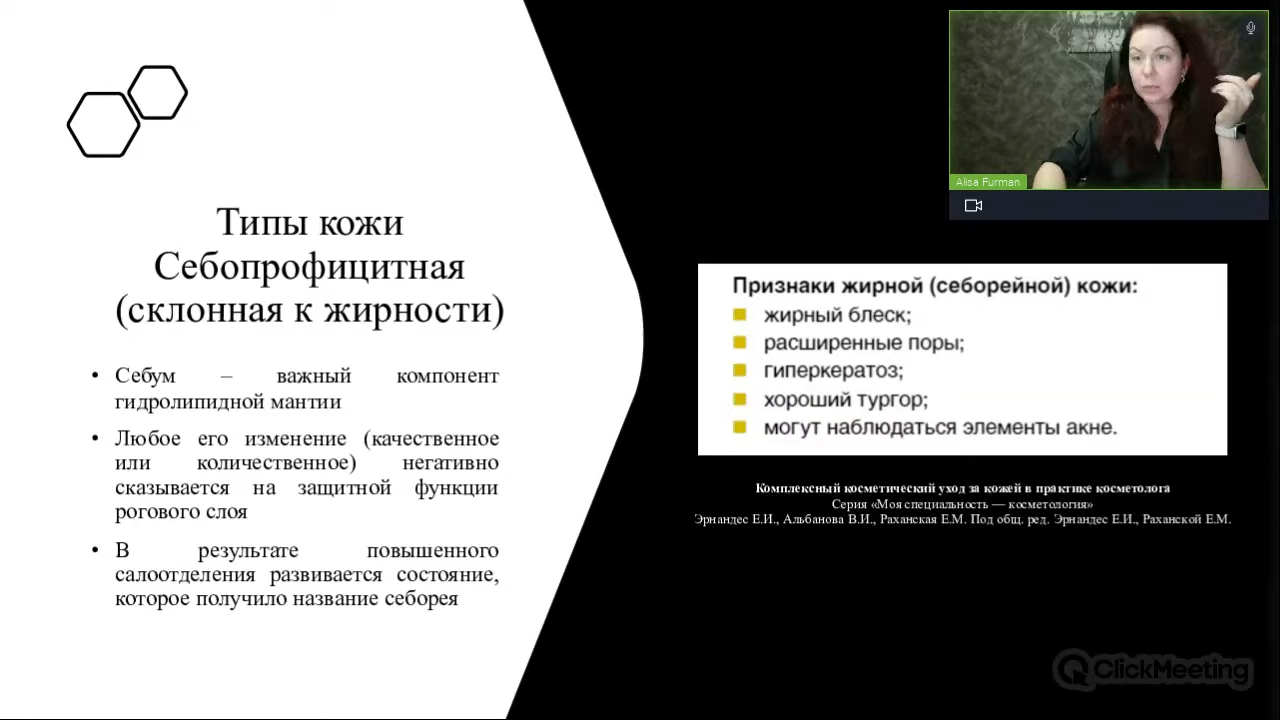 Типы кожи
Себопрофицитная
(склонная к жирности)
• Себум – важный компонент
гидролипидной мантии
• Любое его изменение (качественное
или количественное) негативно
сказывается на защитной функции
рогового слоя
• В результате повышенного
салоотделения развивается состояние,
которое получило название себорея
Alisa Furman
Признаки жирной (себорейной) кожи:
жирный блеск;
расширенные поры;
гиперкератоз;
хороший тургор;
могут наблюдаться элементы акне.
Комплексный косметический уход за кожей в практике косметолога
Серия «Моя специальность — косметология»
Эрнандес Е.И., Альбанова В.И., Раханская Е.М. Под общ. ред. Эрнандес Е.И., Раханской Е.М.
ClickMeeting